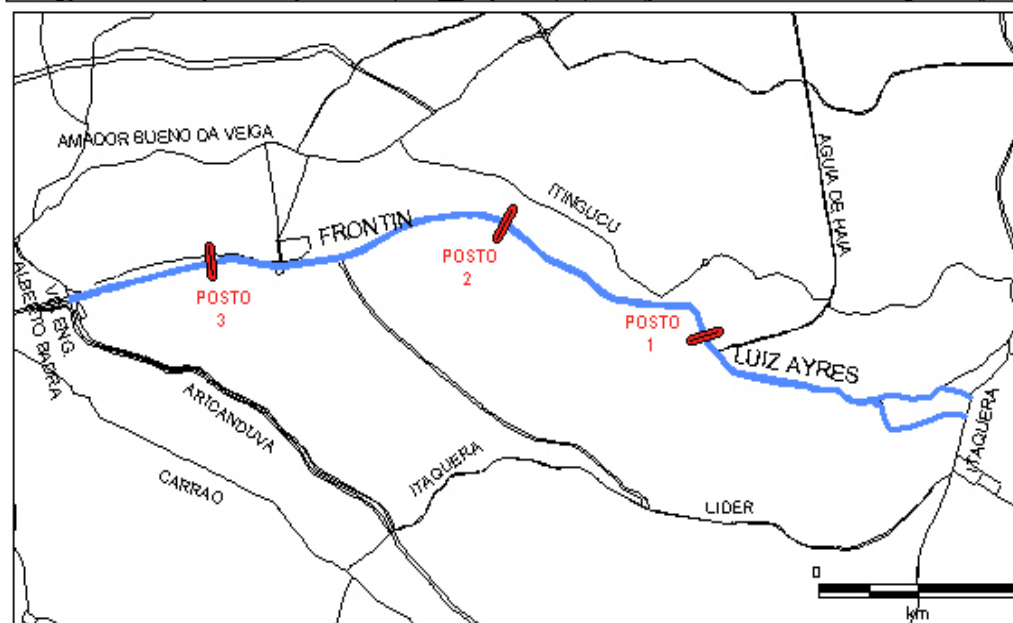 AMADOR BUENO DA VEIGA
ITINGUCU
AGUIA DE HAIA
FRONTIN
POSTO
2
POSTO
3
POSTO
1
LUIZ AYRES
ENG.
ALBERTO BADRA
ARICANDUVA
ITAQUERA
ITAQUERA
CARRAO
LIDER
0
km